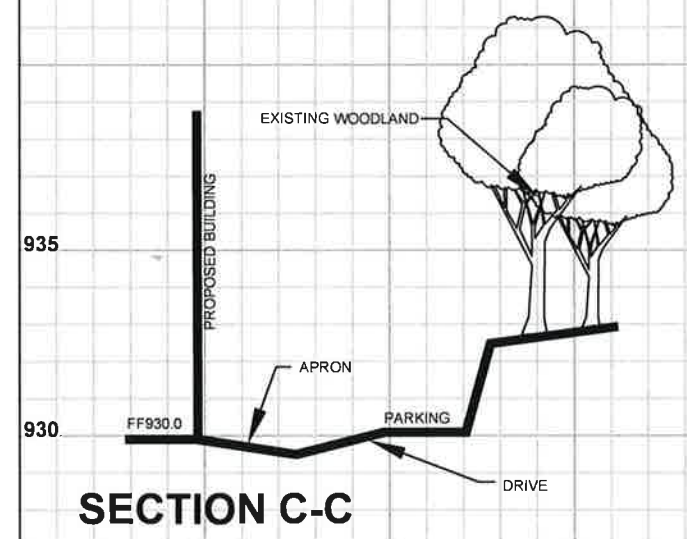 EXISTING WOODLAND
935
PROPOSED BUILDING
APRON
FF930.0
PARKING
930
DRIVE
SECTION C-C